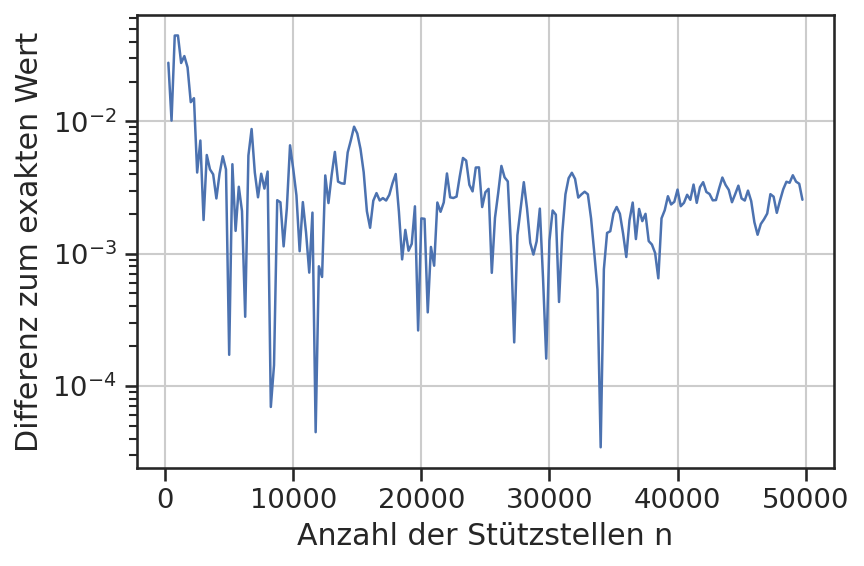 Differenz zum exakten Wert
10⁻²
10⁻³
10⁻⁴
0 10000 20000 30000 40000 50000
Anzahl der Stützstellen n